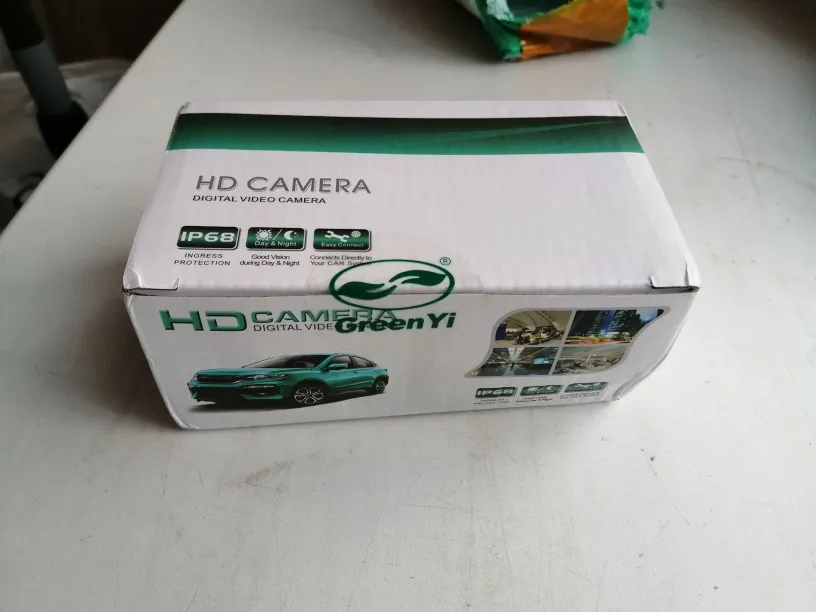 HD CAMERA
DIGITAL VIDEO CAMERA
IP68
INGRESS
PROTECTION
Day & Night
Good Vision
during Day & Night
Easy Connect
Connects Directly to
Your CAR System
®
GreenYi
HD CAMERA
DIGITAL VIDEO
IP68